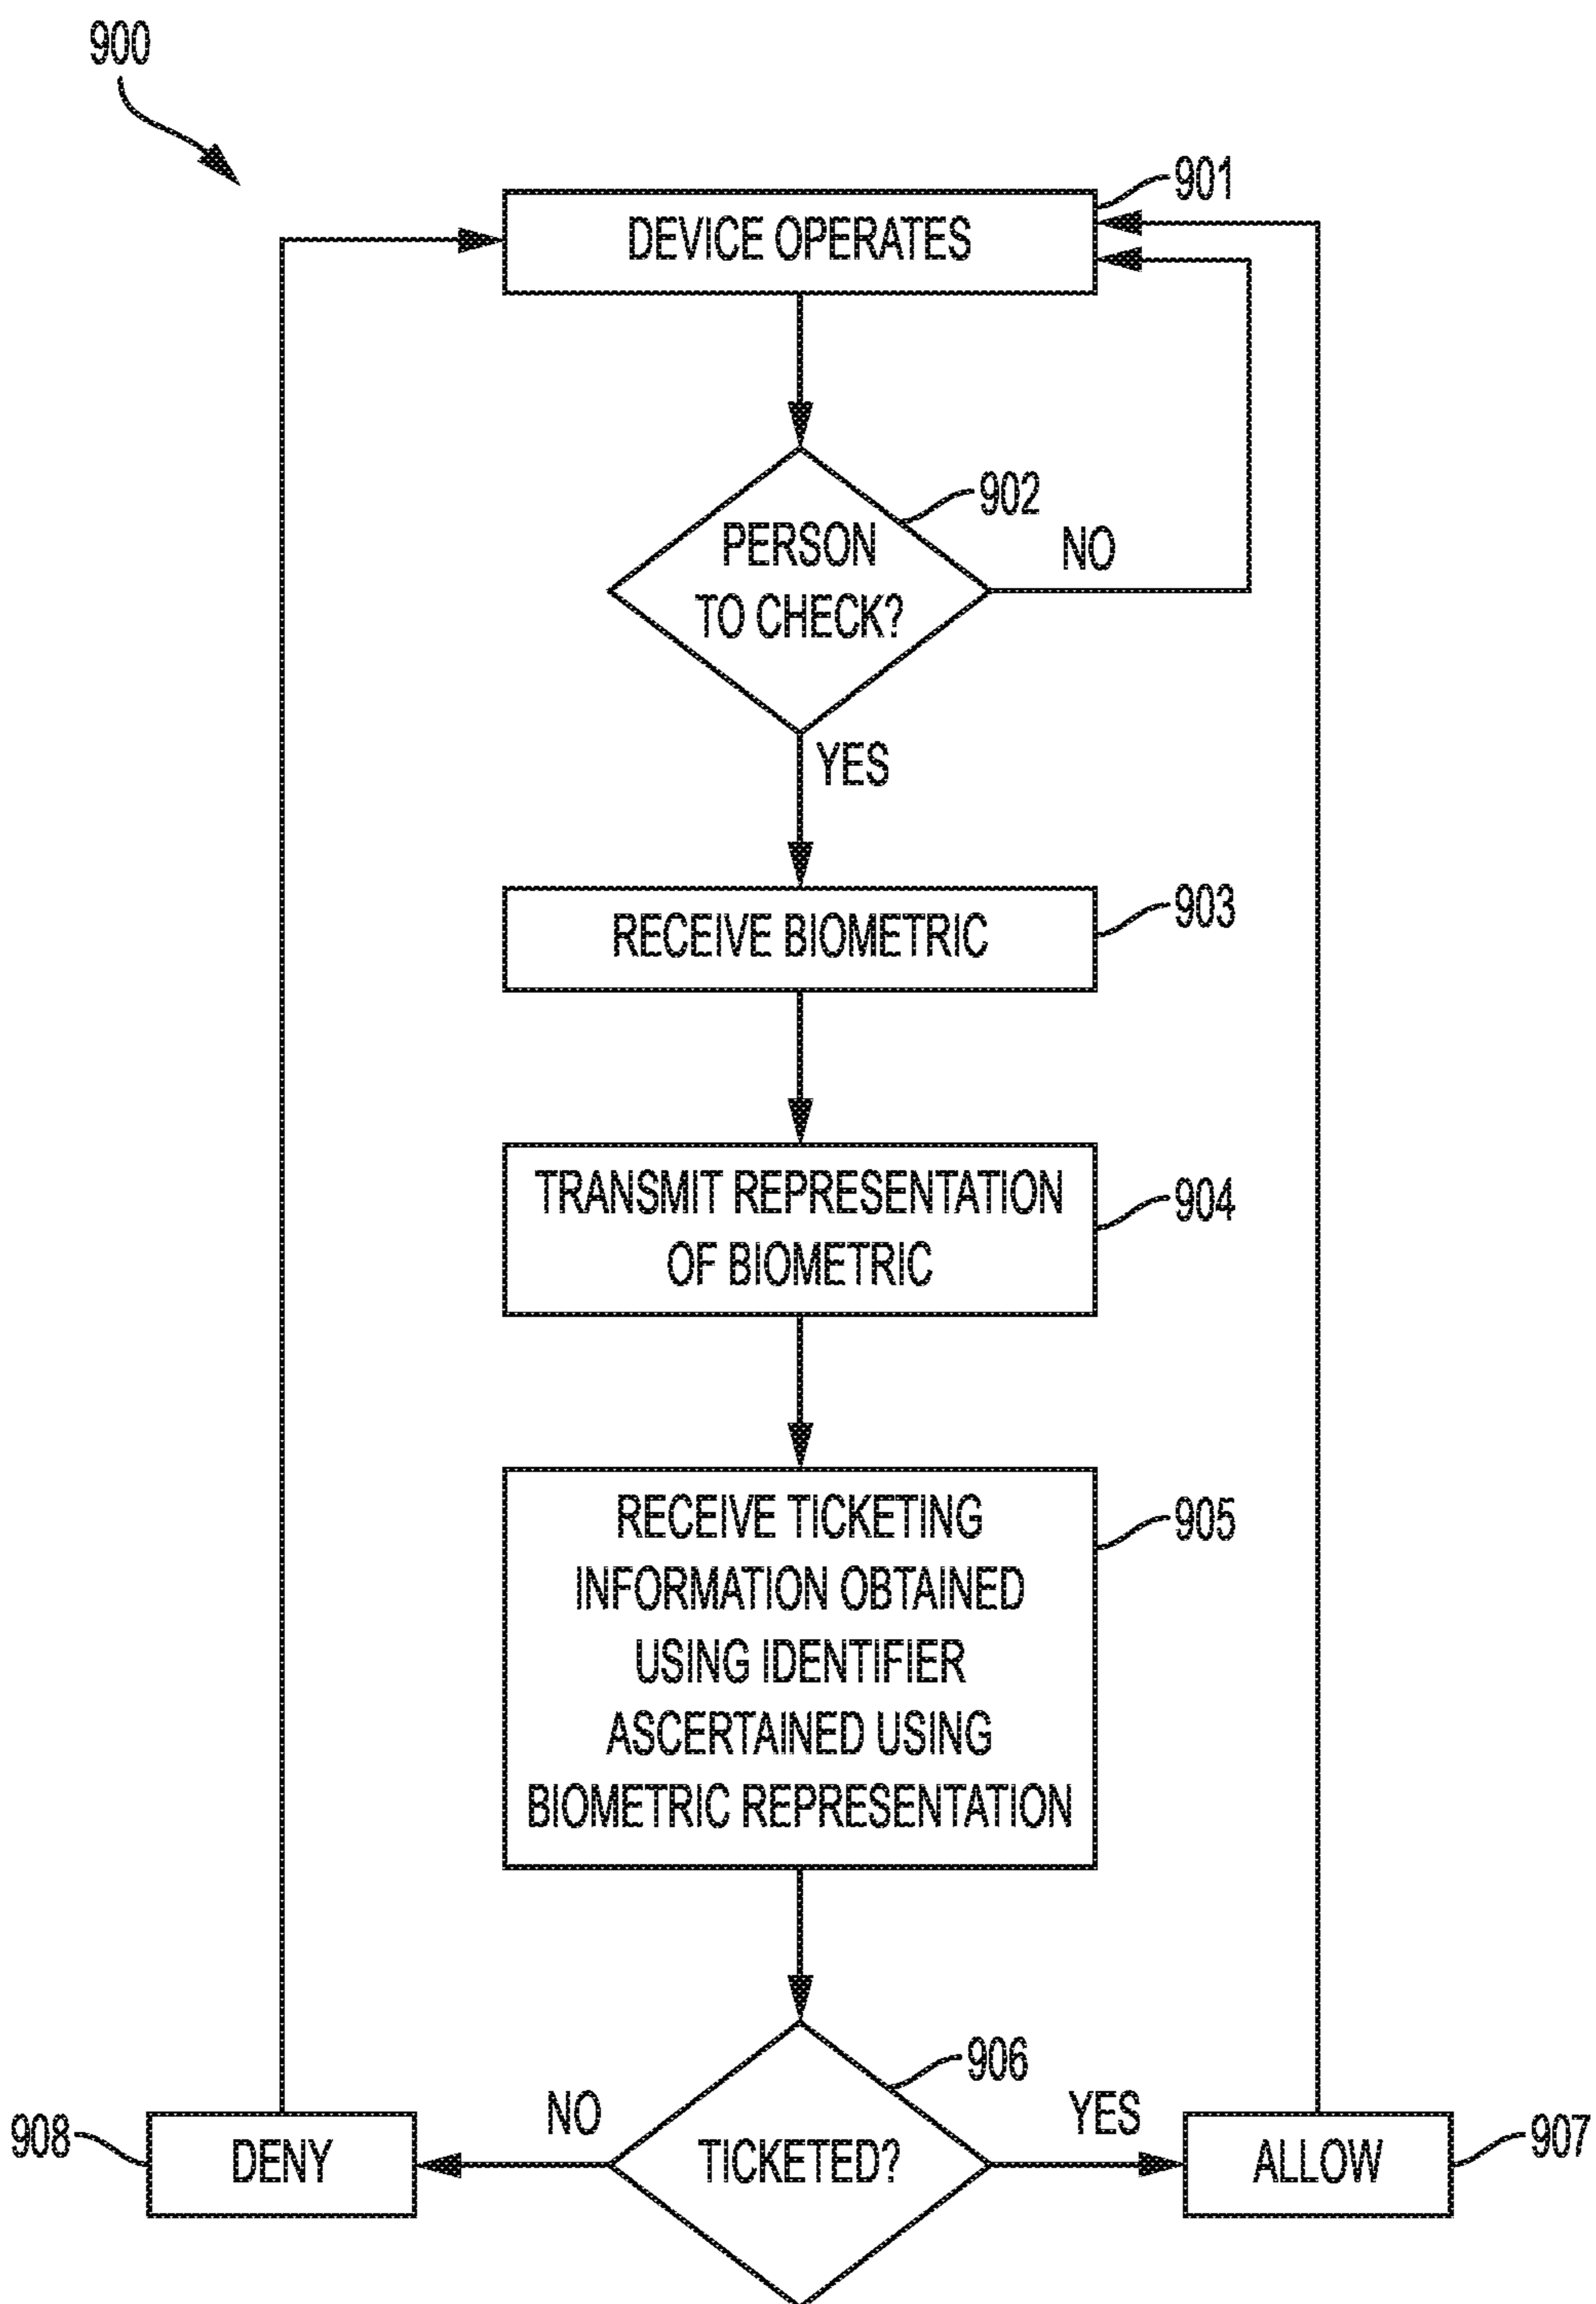 900
901
DEVICE OPERATES
902
PERSON
TO CHECK?
NO
YES
903
RECEIVE BIOMETRIC
904
TRANSMIT REPRESENTATION
OF BIOMETRIC
905
RECEIVE TICKETING
INFORMATION OBTAINED
USING IDENTIFIER
ASCERTAINED USING
BIOMETRIC REPRESENTATION
906
NO
YES
908
DENY
TICKETED?
ALLOW
907